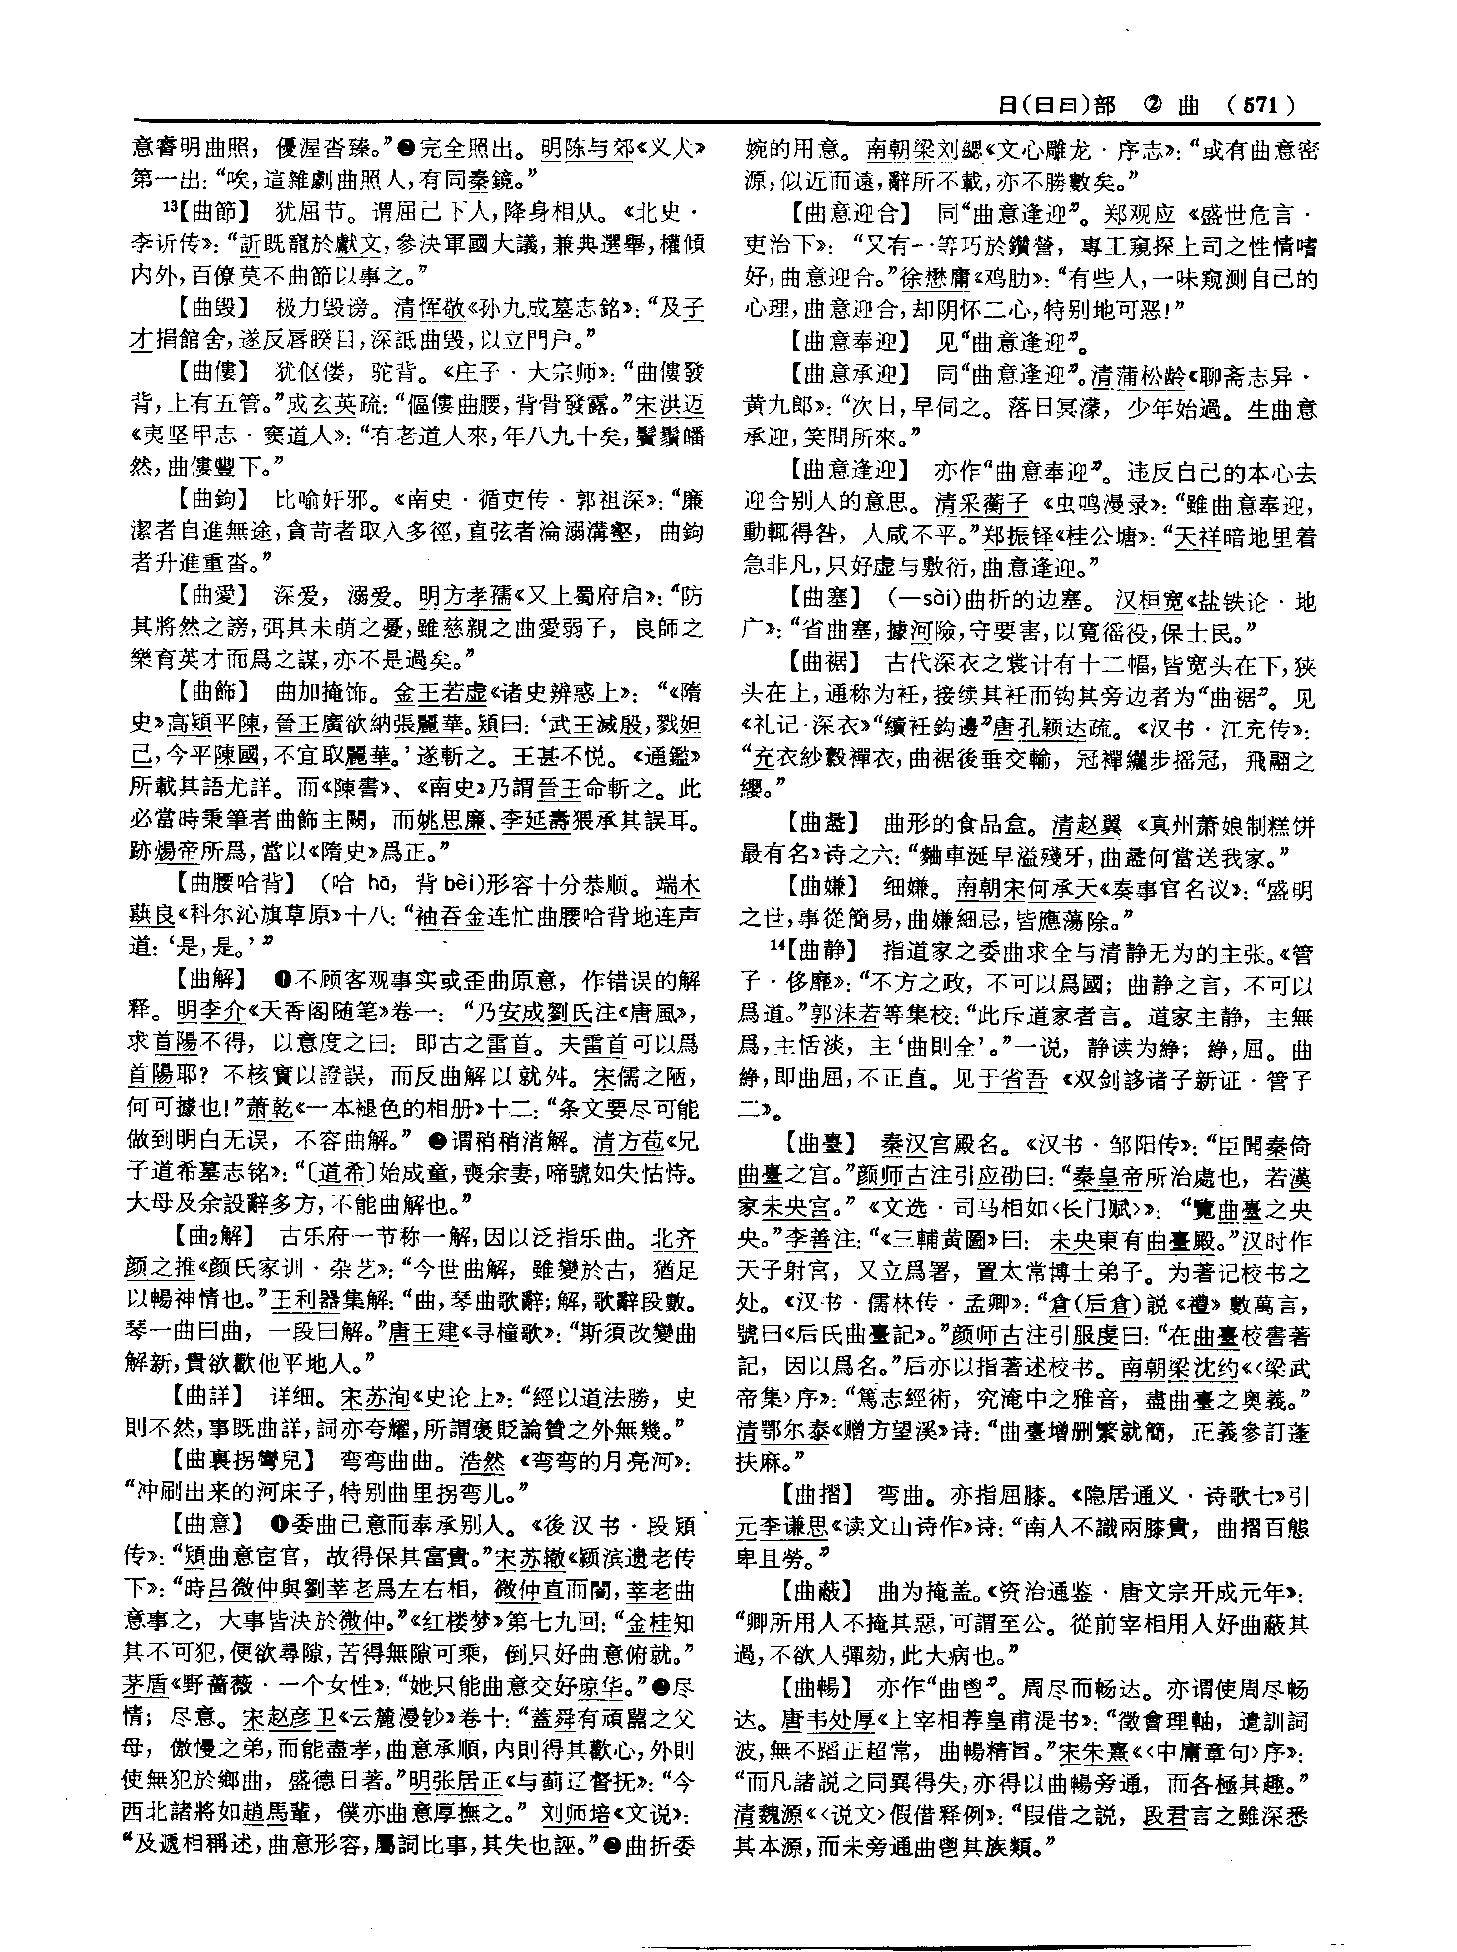 日(日曰)部 ② 曲 (571)
意睿明曲照，優渥沓臻。”❷完全照出。明陈与郊《义犬》
第一出：“唉，這雜劇曲照人，有同秦鏡。”
13【曲節】 犹屈节。谓屈己下人，降身相从。《北史·
李䜣传》：“訢既寵於獻文，參決軍國大議，兼典選舉，權傾
内外，百僚莫不曲節以事之。”
【曲毁】 极力毁谤。清恽敬《孙九成墓志銘》：“及子
才捐館舍，遂反唇睽目，深詆曲毁，以立門户。”
【曲僂】 犹伛偻，驼背。《庄子·大宗师》：“曲僂發
背，上有五管。”成玄英疏：“傴僂曲腰，背骨發露。”宋洪迈
《夷坚甲志·窦道人》：“有老道人來，年八九十矣，鬢鬚皤
然，曲僂豐下。”
【曲鉤】 比喻奸邪。《南史·循吏传·郭祖深》：“廉
潔者自進無途，貪苛者取入多徑，直弦者淪溺溝壑，曲鉤
者升進重沓。”
【曲愛】 深爱，溺爱。明方孝孺《又上蜀府启》：“防
其將然之謗，弭其未萌之憂，雖慈親之曲愛弱子，良師之
樂育英才而爲之謀，亦不是過矣。”
【曲飾】 曲加掩饰。金王若虚《诸史辨惑上》：“《隋
史》高熲平陳，晉王廣欲納張麗華。熲曰：‘武王滅殷，戮妲
己，今平陳國，不宜取麗華。’遂斬之。王甚不悦。《通鑑》
所載其語尤詳。而《陳書》、《南史》乃謂晉王命斬之。此
必當時秉筆者曲飾主闕，而姚思廉、李延壽猥承其誤耳。
跡煬帝所爲，當以《隋史》爲正。”
【曲腰哈背】 (哈 hā，背bèi)形容十分恭顺。端木
蕻良《科尔沁旗草原》十八：“袖吞金连忙曲腰哈背地连声
道：‘是，是。’”
【曲解】 ❶不顾客观事实或歪曲原意，作错误的解
释。明李介《天香阁随笔》卷一：“乃安成劉氏注《唐風》，
求首陽不得，以意度之曰：即古之雷首。夫雷首可以爲
首陽耶？不核實以證誤，而反曲解以就舛。宋儒之陋，
何可據也！”萧乾《一本褪色的相册》十二：“条文要尽可能
做到明白无误，不容曲解。”❷谓稍稍消解。清方苞《兄
子道希墓志铭》：“〔道希〕始成童，喪余妻，啼號如失怙恃。
大母及余設辭多方，不能曲解也。”
【曲2解】 古乐府一节称一解，因以泛指乐曲。北齐
颜之推《颜氏家训·杂艺》：“今世曲解，雖變於古，猶足
以暢神情也。”王利器集解：“曲，琴曲歌辭；解，歌辭段數。
琴一曲曰曲，一段曰解。”唐王建《寻橦歌》：“斯須改變曲
解新，貴欲歡他平地人。”
【曲詳】 详细。宋苏洵《史论上》：“經以道法勝，史
則不然，事既曲詳，詞亦夸耀，所謂褒貶論贊之外無幾。”
【曲裏拐彎兒】 弯弯曲曲。浩然《弯弯的月亮河》：
“冲刷出来的河床子，特别曲里拐弯儿。”
【曲意】 ❶委曲己意而奉承别人。《後汉书·段熲
传》：“熲曲意宦官，故得保其富貴。”宋苏辙《颍滨遗老传
下》：“時吕微仲與劉莘老爲左右相，微仲直而闇，莘老曲
意事之，大事皆決於微仲。”《红楼梦》第七九回：“金桂知
其不可犯，便欲尋隙，苦得無隙可乘，倒只好曲意俯就。”
茅盾《野蔷薇·一个女性》：“她只能曲意交好琼华。”❷尽
情；尽意。宋赵彦卫《云麓漫钞》卷十：“蓋舜有頑嚚之父
母，傲慢之弟，而能盡孝，曲意承順，内則得其歡心，外則
使無犯於鄉曲，盛德日著。”明张居正《与蓟辽督抚》：“今
西北諸將如趙馬輩，僕亦曲意厚撫之。”刘师培《文说》：
“及遞相稱述，曲意形容，屬詞比事，其失也誣。”❸曲折委
婉的用意。南朝梁刘勰《文心雕龙·序志》：“或有曲意密
源，似近而遠，辭所不載，亦不勝數矣。”
【曲意迎合】 同“曲意逢迎”。郑观应《盛世危言·
吏治下》：“又有一等巧於鑽營，專工窺探上司之性情嗜
好，曲意迎合。”徐懋庸《鸡肋》：“有些人，一味窥测自己的
心理，曲意迎合，却阴怀二心，特别地可恶！”
【曲意奉迎】 见“曲意逢迎”。
【曲意承迎】 同“曲意逢迎”。清蒲松龄《聊斋志异·
黄九郎》：“次日，早伺之。落日冥濛，少年始過。生曲意
承迎，笑問所來。”
【曲意逢迎】 亦作“曲意奉迎”。违反自己的本心去
迎合别人的意思。清采蘅子《虫鸣漫录》：“雖曲意奉迎，
動輒得咎，人咸不平。”郑振铎《桂公塘》：“天祥暗地里着
急非凡，只好虚与敷衍，曲意逢迎。”
【曲塞】 (—sài)曲折的边塞。汉桓宽《盐铁论·地
广》：“省曲塞，據河險，守要害，以寬徭役，保士民。”
【曲裾】 古代深衣之裳计有十二幅，皆宽头在下，狭
头在上，通称为衽，接续其衽而钩其旁边者为“曲裾”。见
《礼记·深衣》“續衽鈎邊”唐孔颖达疏。《汉书·江充传》：
“充衣紗縠襌衣，曲裾後垂交輸，冠襌纚步摇冠，飛翮之
纓。”
【曲盝】 曲形的食品盒。清赵翼《真州萧娘制糕饼
最有名》诗之六：“麯車涎早溢殘牙，曲盝何當送我家。”
【曲嫌】 细嫌。南朝宋何承天《奏事官名议》：“盛明
之世，事從簡易，曲嫌細忌，皆應蕩除。”
14【曲静】 指道家之委曲求全与清静无为的主张。《管
子·侈靡》：“不方之政，不可以爲國；曲静之言，不可以
爲道。”郭沫若等集校：“此斥道家者言。道家主静，主無
爲，主恬淡，主‘曲則全’。”一说，静读为絣；絣，屈。曲
絣，即曲屈，不正直。见于省吾《双剑誃诸子新证·管子
二》。
【曲臺】 秦汉宫殿名。《汉书·邹阳传》：“臣聞秦倚
曲臺之宫。”颜师古注引应劭曰：“秦皇帝所治處也，若漢
家未央宫。”《文选·司马相如〈长门赋〉》：“覽曲臺之央
央。”李善注：“《三輔黄圖》曰：未央東有曲臺殿。”汉时作
天子射宫，又立爲署，置太常博士弟子。为著记校书之
处。《汉书·儒林传·孟卿》：“倉(后倉)説《禮》數萬言，
號曰《后氏曲臺記》。”颜师古注引服虔曰：“在曲臺校書著
記，因以爲名。”后亦以指著述校书。南朝梁沈约《〈梁武
帝集〉序》：“篤志經術，究淹中之雅音，盡曲臺之奥義。”
清鄂尔泰《赠方望溪》诗：“曲臺增删繁就簡，正義參訂蓬
扶麻。”
【曲摺】 弯曲。亦指屈膝。《隐居通义·诗歌七》引
元李谦思《读文山诗作》诗：“南人不識兩膝貴，曲摺百態
卑且勞。”
【曲蔽】 曲为掩盖。《资治通鉴·唐文宗开成元年》：
“卿所用人不掩其惡，可謂至公。從前宰相用人好曲蔽其
過，不欲人彈劾，此大病也。”
【曲暢】 亦作“曲鬯”。周尽而畅达。亦谓使周尽畅
达。唐韦处厚《上宰相荐皇甫湜书》：“徵會理軸，遣訓詞
波，無不蹈正超常，曲暢精旨。”宋朱熹《〈中庸章句〉序》：
“而凡諸説之同異得失，亦得以曲暢旁通，而各極其趣。”
清魏源《〈说文〉假借释例》：“叚借之説，段君言之雖深悉
其本源，而未旁通曲鬯其族類。”